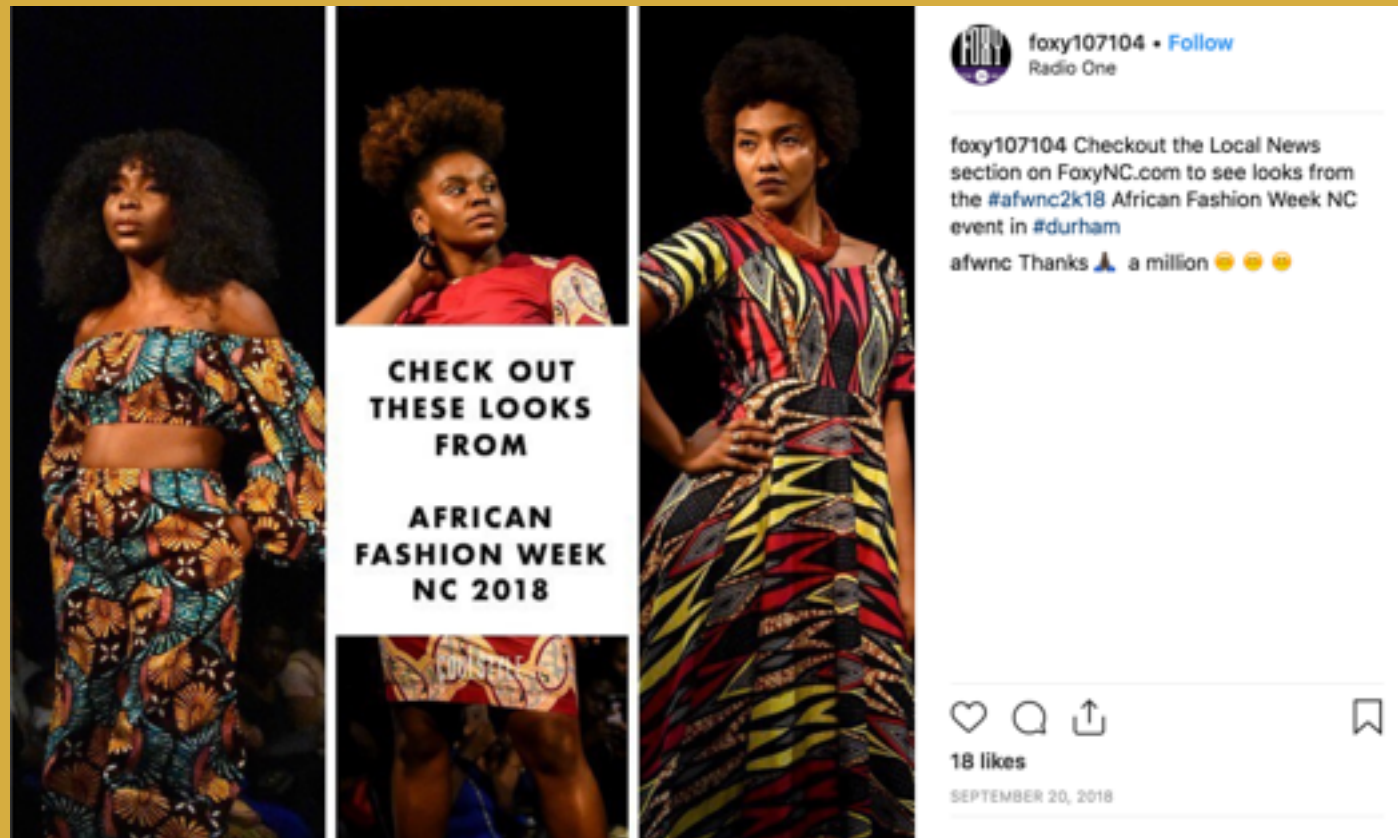 CHECK OUT
THESE LOOKS
FROM
AFRICAN
FASHION WEEK
NC 2018
FOXY
foxy107104 • Follow
Radio One
foxy107104 Checkout the Local News
section on FoxyNC.com to see looks from
the #afwnc2k18 African Fashion Week NC
event in #durham
afwnc Thanks 🙏🏿 a million 😇 😇 😇
18 likes
SEPTEMBER 20, 2018